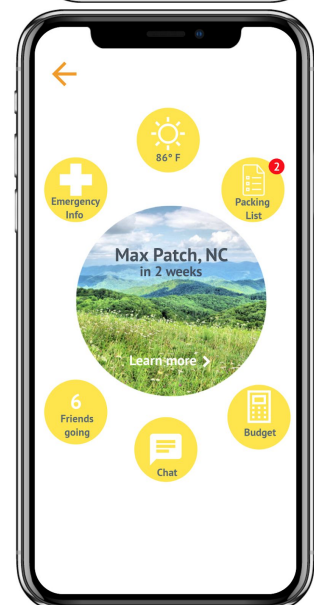 86° F
Emergency
Info
2
Packing
List
Max Patch, NC
in 2 weeks
Learn more >
6
Friends
going
Budget
Chat